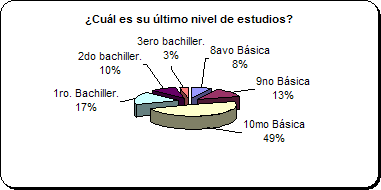 ¿Cuál es su último nivel de estudios?
3ero bachiller.
3%
8avo Básica
8%
2do bachiller.
10%
9no Básica
13%
1ro. Bachiller.
17%
10mo Básica
49%